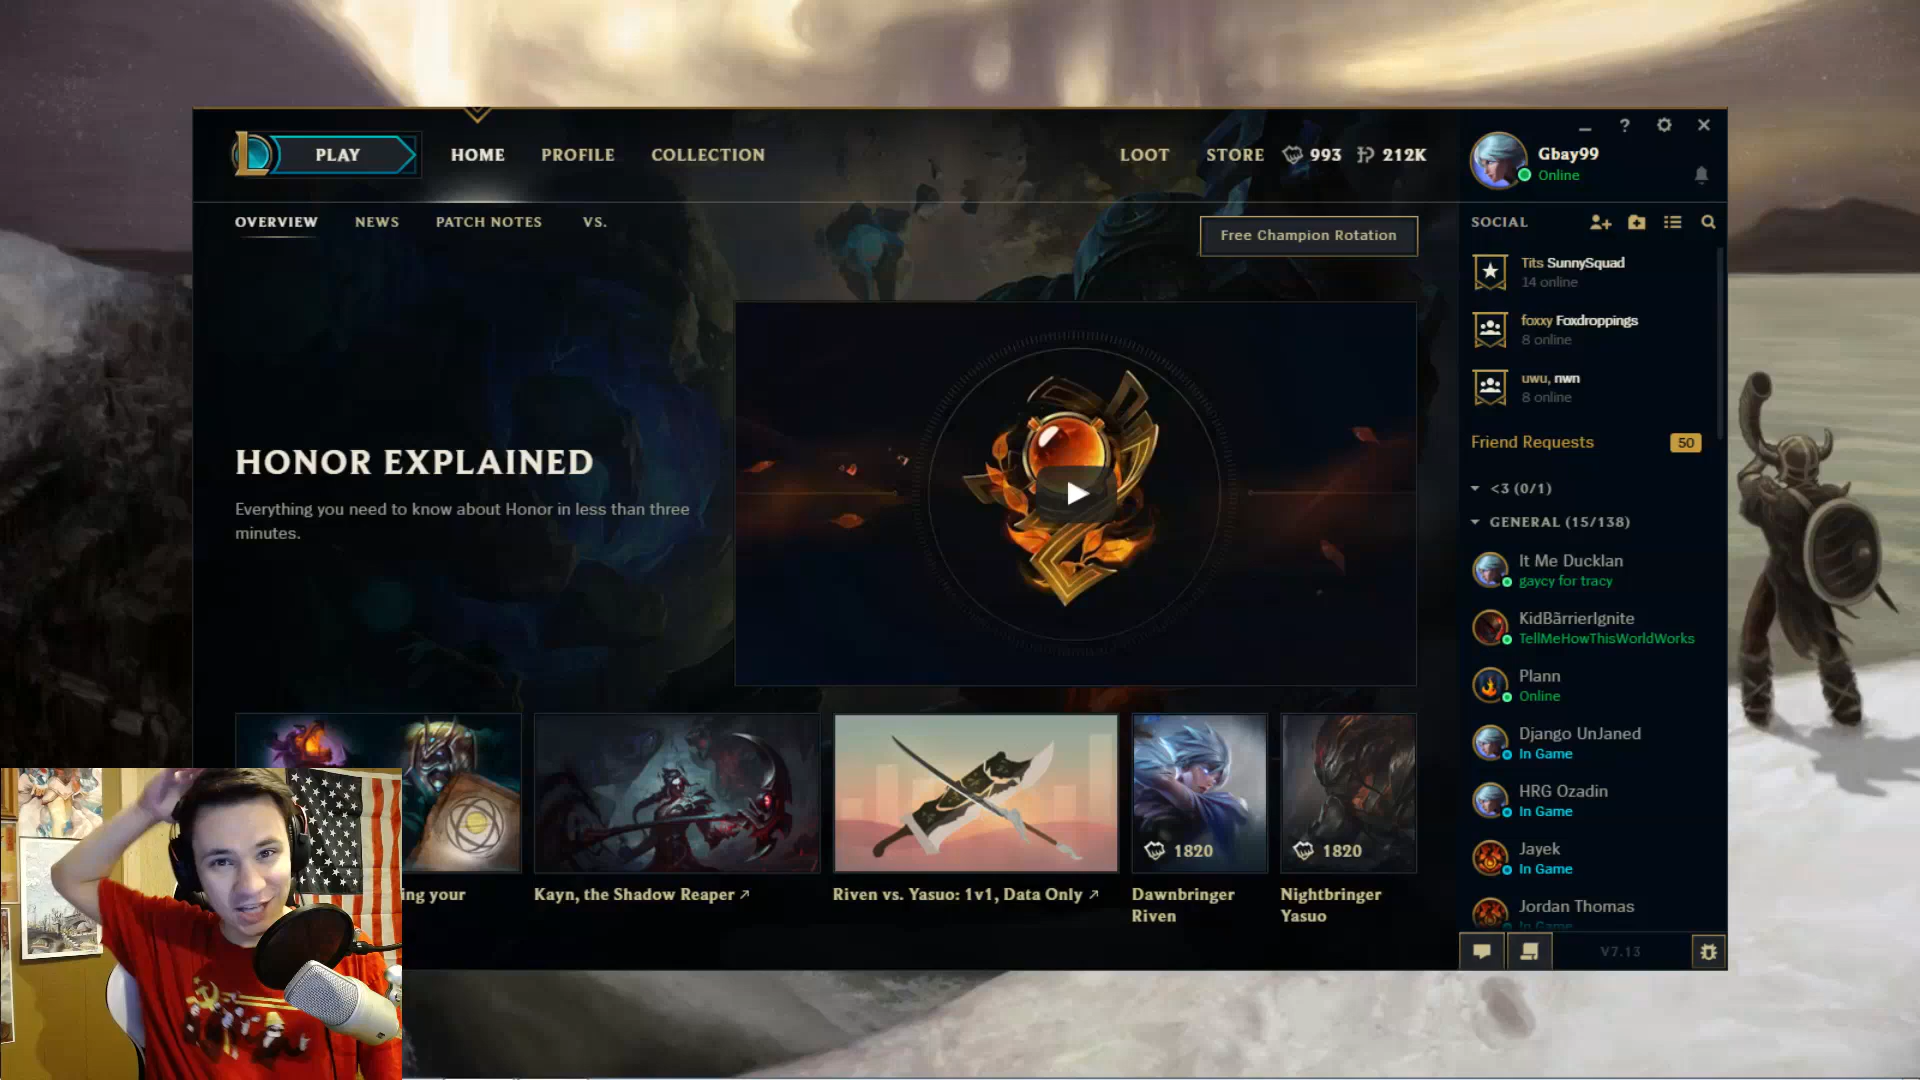 PLAY
HOME
PROFILE
COLLECTION
LOOT
STORE
993
212K
Gbay99
Online
OVERVIEW
NEWS
PATCH NOTES
VS.
Free Champion Rotation
SOCIAL
Tits SunnySquad
14 online
foxxy Foxdroppings
8 online
uwu, nwn
8 online
Friend Requests
50
<3 (0/1)
GENERAL (15/138)
It Me Ducklan
gaycy for tracy
KidBãrrierIgnite
TellMeHowThisWorldWorks
Plann
Online
Django UnJaned
In Game
HRG Ozadin
In Game
Jayek
In Game
Jordan Thomas
In Game
HONOR EXPLAINED
Everything you need to know about Honor in less than three
minutes.
1820
1820
ing your
Kayn, the Shadow Reaper ↗
Riven vs. Yasuo: 1v1, Data Only ↗
Dawnbringer
Riven
Nightbringer
Yasuo
V7.13